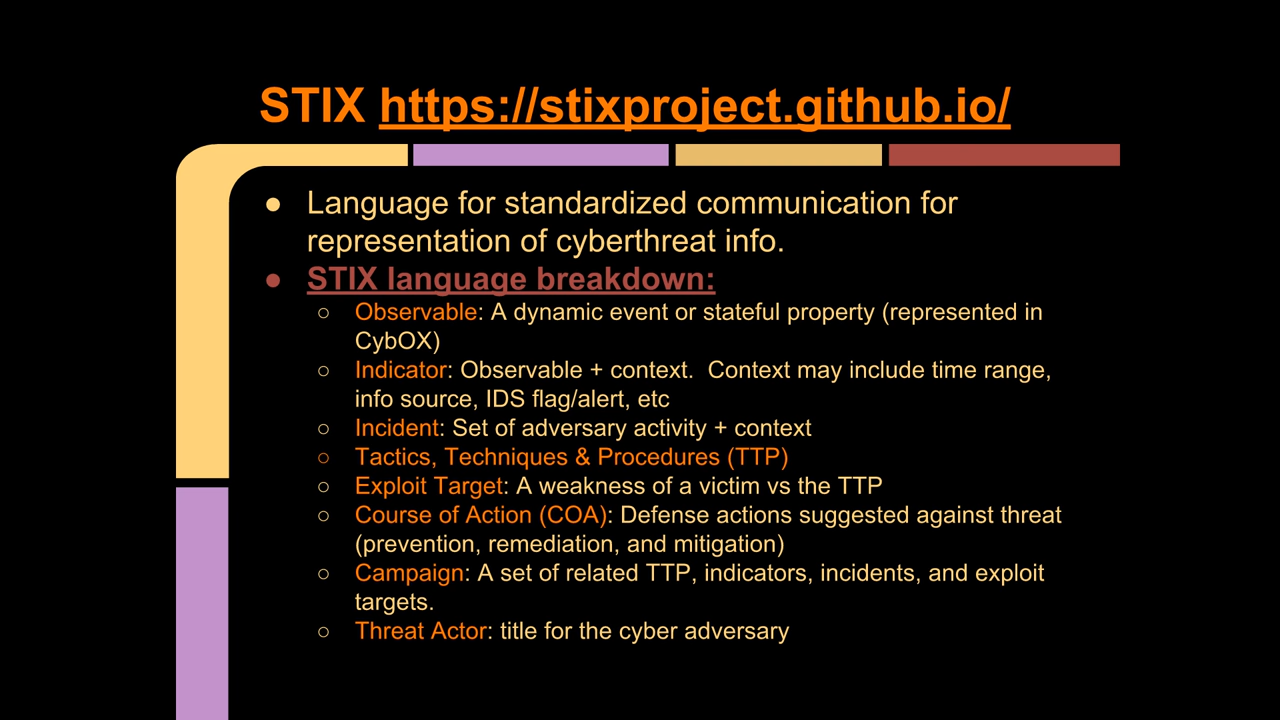 STIX https://stixproject.github.io/
● Language for standardized communication for
representation of cyberthreat info.
● STIX language breakdown:
○ Observable: A dynamic event or stateful property (represented in
CybOX)
○ Indicator: Observable + context.  Context may include time range,
info source, IDS flag/alert, etc
○ Incident: Set of adversary activity + context
○ Tactics, Techniques & Procedures (TTP)
○ Exploit Target: A weakness of a victim vs the TTP
○ Course of Action (COA): Defense actions suggested against threat
(prevention, remediation, and mitigation)
○ Campaign: A set of related TTP, indicators, incidents, and exploit
targets.
○ Threat Actor: title for the cyber adversary